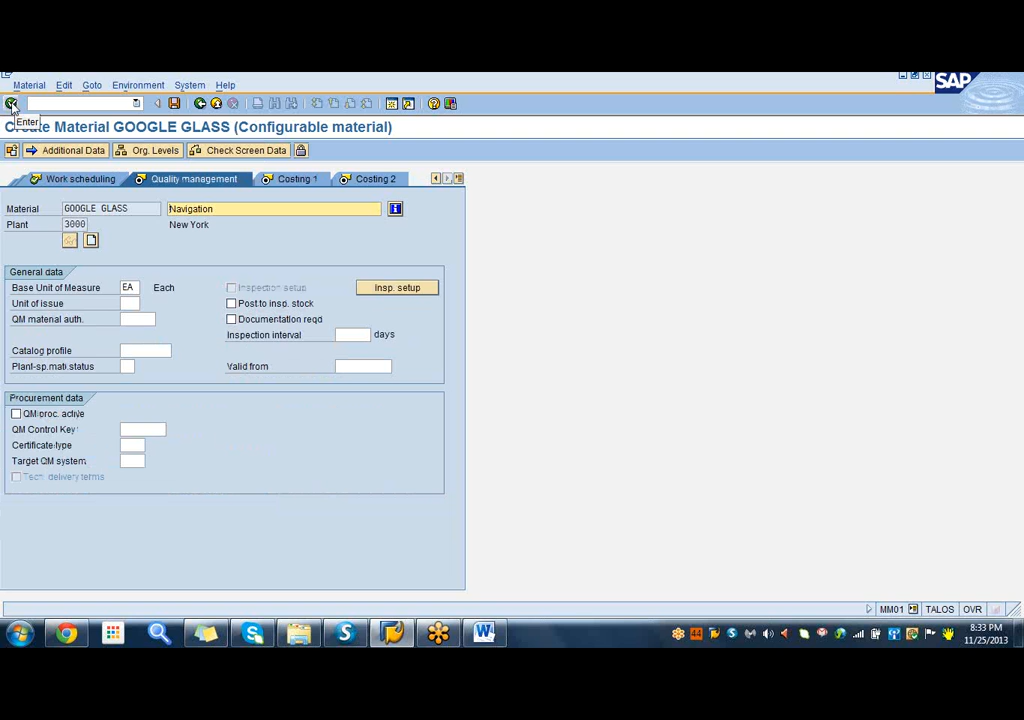 Material Edit Goto Environment System Help
SAP
Enter
Create Material GOOGLE GLASS (Configurable material)
Additional Data Org. Levels Check Screen Data
Work scheduling Quality management Costing 1 Costing 2
Material GOOGLE GLASS Navigation
Plant 3000 New York
General data
Base Unit of Measure EA Each Inspection setup Insp. setup
Unit of issue Post to insp. stock
QM material auth. Documentation reqd
Inspection interval days
Catalog profile
Plant-sp.matl status Valid from
Procurement data
QM proc. active
QM Control Key
Certificate type
Target QM system
Tech. delivery terms
MM01 TALOS OVR
44
8:33 PM
11/25/2013